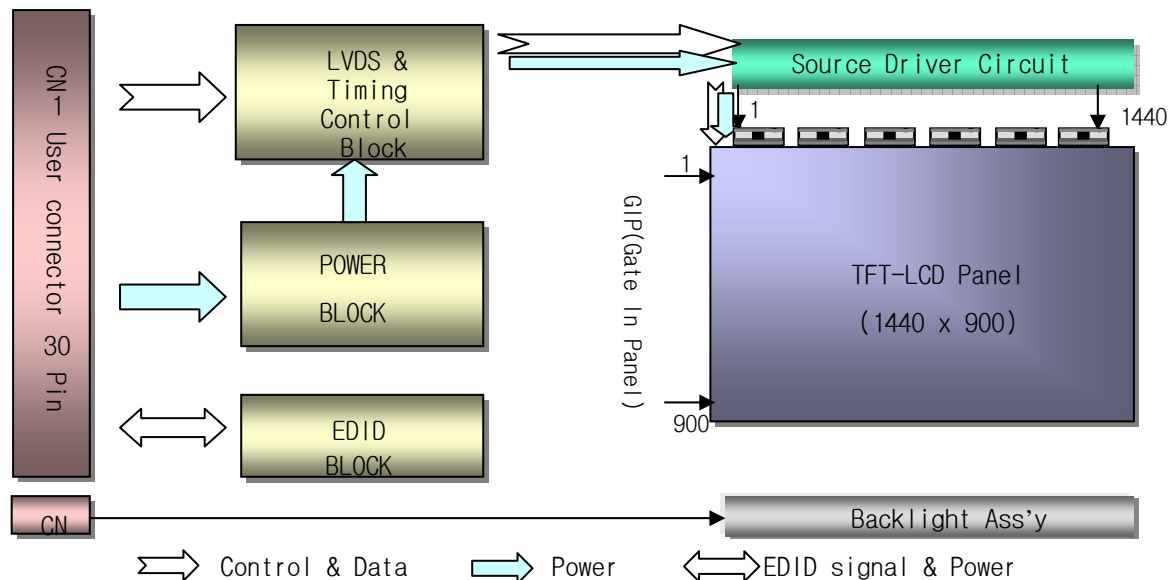 CN1 User connector 30 Pin
LVDS &
Timing
Control
Block
Source Driver Circuit
1
1440
1
GIP(Gate In Panel)
900
TFT-LCD Panel
(1440 x 900)
POWER
BLOCK
EDID
BLOCK
CN
Backlight Ass'y
Control & Data
Power
EDID signal & Power